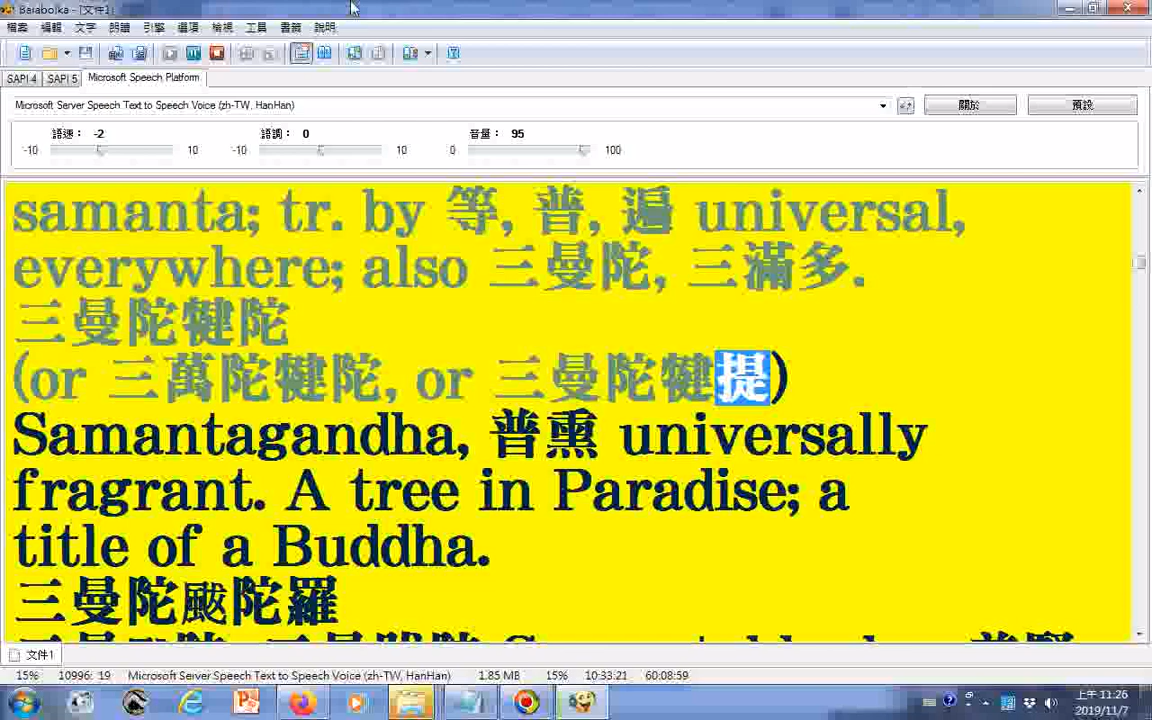 Balabolka - [文件1]
檔案 編輯 文字 朗讀 引擎 選項 檢視 工具 書籤 說明
SAPI 4 SAPI 5 Microsoft Speech Platform
Microsoft Server Speech Text to Speech Voice (zh-TW, HanHan) 關於 預設
語速： -2 語調： 0 音量： 95
-10 10 -10 10 0 100
samanta; tr. by 等, 普, 遍 universal,
everywhere; also 三曼陀, 三滿多.
三曼陀犍陀
(or 三萬陀犍陀, or 三曼陀犍提)
Samantagandha, 普熏 universally
fragrant. A tree in Paradise; a
title of a Buddha.
三曼陀颰陀羅
文件1
15% 10996: 19 Microsoft Server Speech Text to Speech Voice (zh-TW, HanHan) 1.85 MB 15% 10:33:21 60:08:59
上午 11:26
2019/11/7